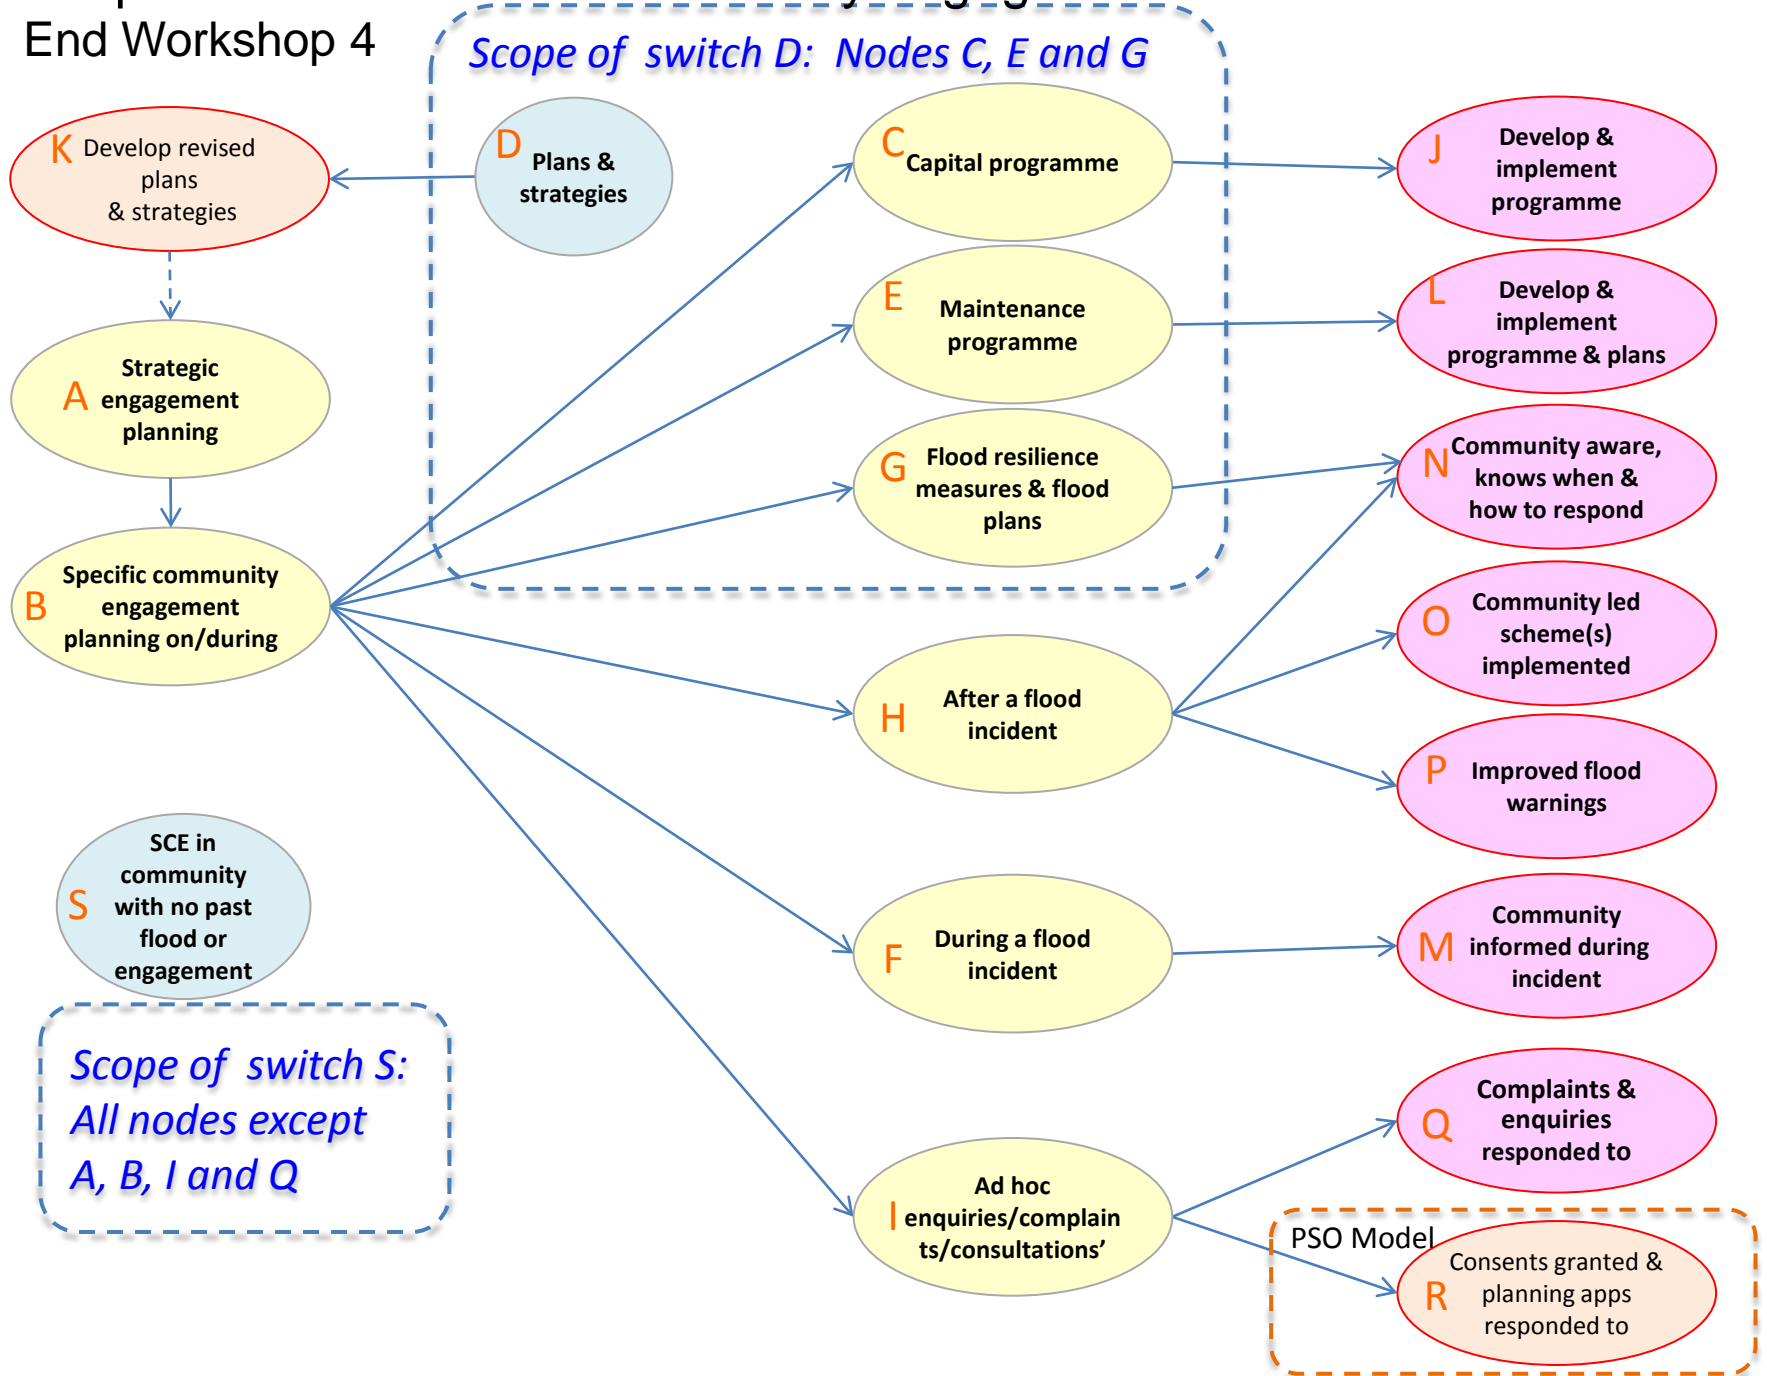 End Workshop 4
Scope of switch D: Nodes C, E and G
K Develop revised
plans
& strategies
D
Plans &
strategies
C
Capital programme
J
Develop &
implement
programme
E
Maintenance
programme
L
Develop &
implement
programme & plans
A
Strategic
engagement
planning
G
Flood resilience
measures & flood
plans
N
Community aware,
knows when &
how to respond
B
Specific community
engagement
planning on/during
O
Community led
scheme(s)
implemented
H
After a flood
incident
P
Improved flood
warnings
S
SCE in
community
with no past
flood or
engagement
F
During a flood
incident
M
Community
informed during
incident
Scope of switch S:
All nodes except
A, B, I and Q
Q
Complaints &
enquiries
responded to
I
Ad hoc
enquiries/complain
ts/consultations’
PSO Model
R
Consents granted &
planning apps
responded to